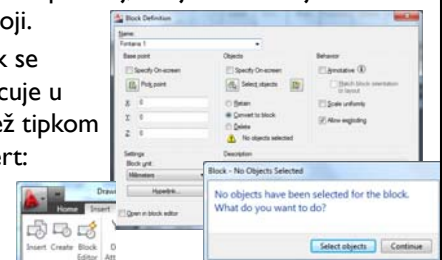 oji.
k se
cuje u
ež tipkom
ert:
Block Definition
Name:
Fontana 1
Base point
Specify On-screen
Pick point
X: 0
Y: 0
Z: 0
Objects
Specify On-screen
Select objects
Retain
Convert to block
Delete
No objects selected
Behavior
Annotative
Match block orientation
to layout
Scale uniformly
Allow exploding
Settings
Block unit:
Millimeters
Hyperlink...
Description
Open in block editor
Block - No Objects Selected
No objects have been selected for the block.
What do you want to do?
Select objects
Continue
Drawi
Home
Insert
Insert
Create
Block
Editor